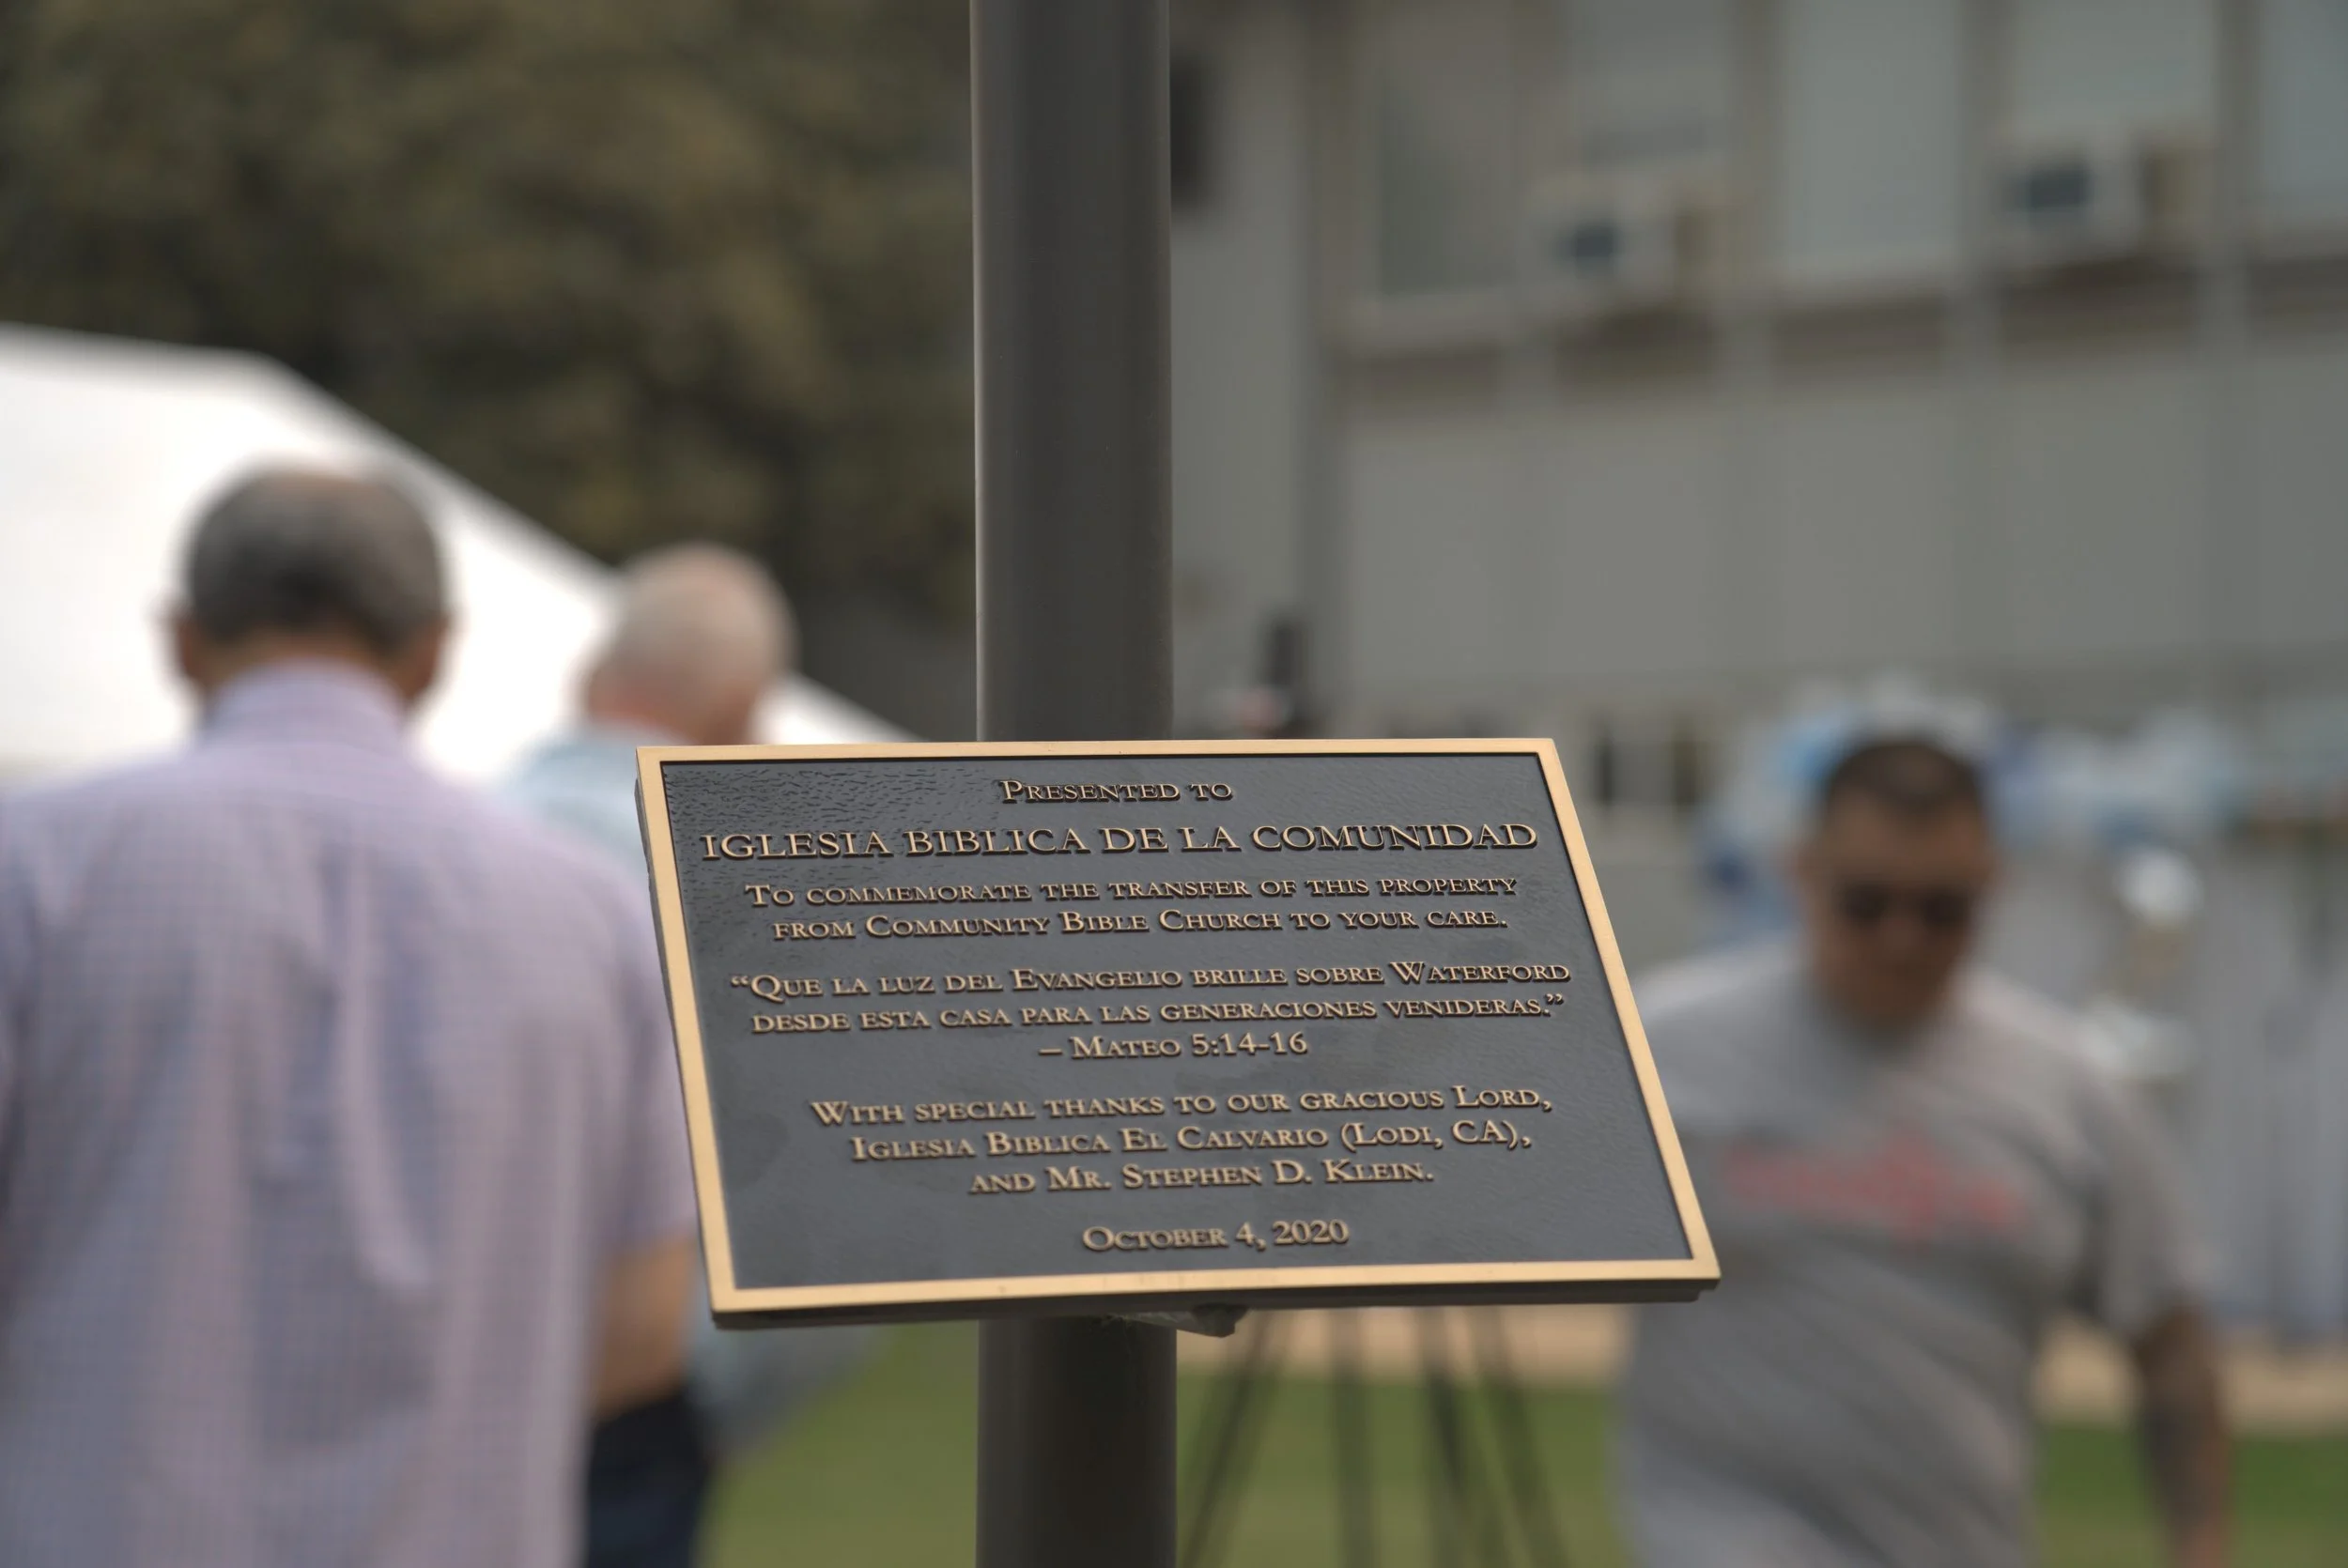 Presented to
IGLESIA BIBLICA DE LA COMUNIDAD
To commemorate the transfer of this property
from Community Bible Church to your care.
“Que la luz del Evangelio brille sobre Waterford
desde esta casa para las generaciones venideras.”
– Mateo 5:14-16
With special thanks to our gracious Lord,
Iglesia Biblica El Calvario (Lodi, CA),
and Mr. Stephen D. Klein.
October 4, 2020